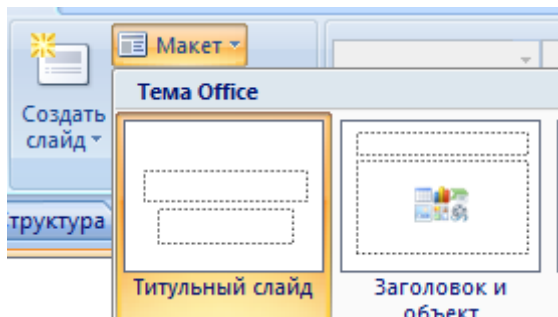 Макет
Создать
слайд
Тема Office
труктура
Титульный слайд
Заголовок и
объект